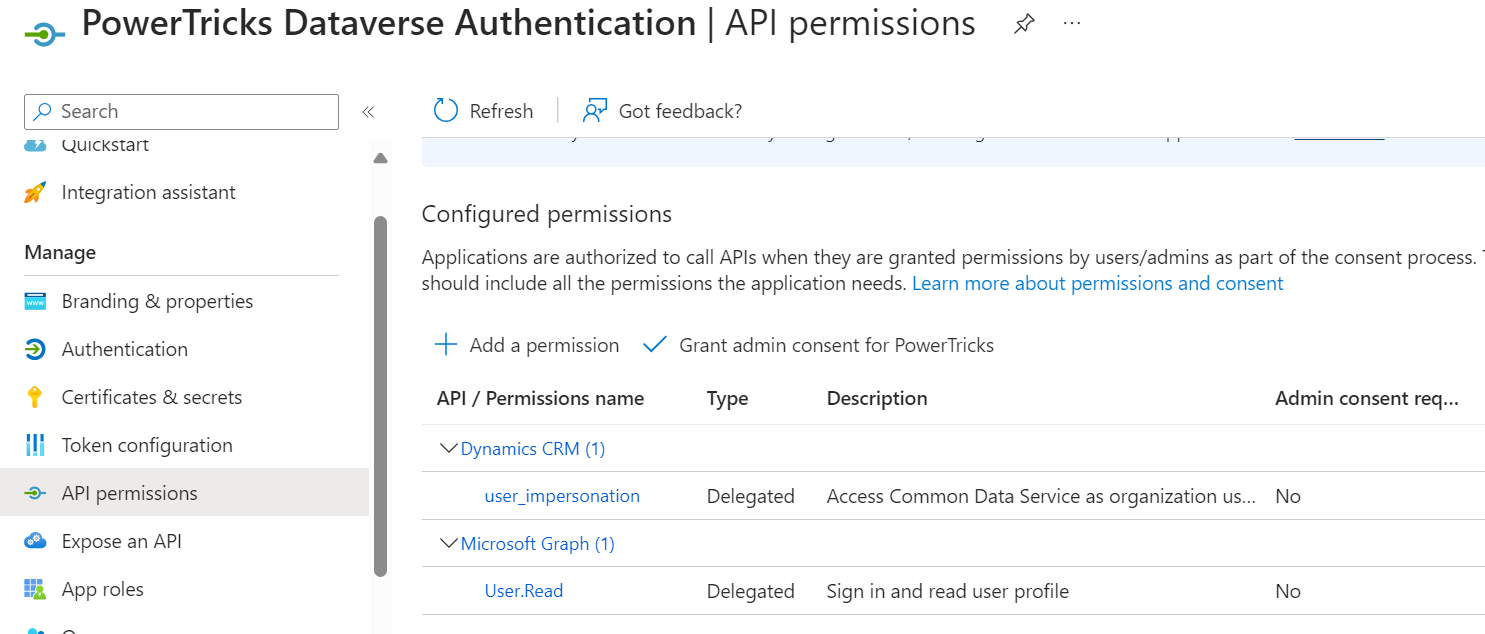 PowerTricks Dataverse Authentication | API permissions
Search
Refresh
Got feedback?
Quickstart
Integration assistant
Manage
Branding & properties
Authentication
Certificates & secrets
Token configuration
API permissions
Expose an API
App roles
Configured permissions
Applications are authorized to call APIs when they are granted permissions by users/admins as part of the consent process.
should include all the permissions the application needs. Learn more about permissions and consent
Add a permission
Grant admin consent for PowerTricks
API / Permissions name Type Description Admin consent req...
Dynamics CRM (1)
user_impersonation Delegated Access Common Data Service as organization us... No
Microsoft Graph (1)
User.Read Delegated Sign in and read user profile No